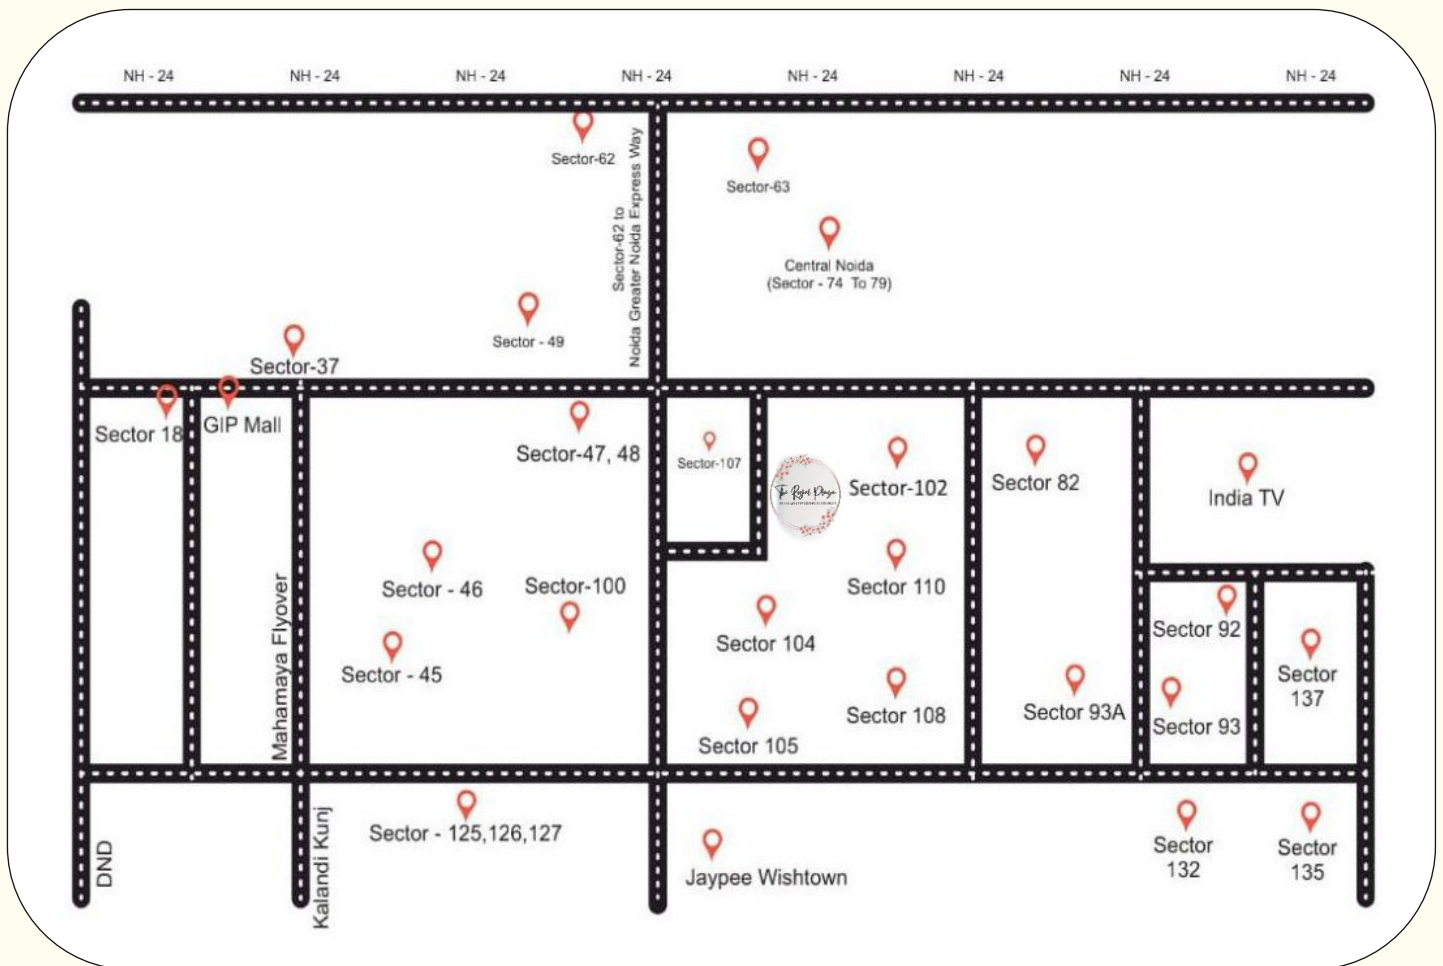 NH - 24 NH - 24 NH - 24 NH - 24 NH - 24 NH - 24 NH - 24 NH - 24
Sector-62
Sector-63
Sector-62 to
Noida Greater Noida Express Way
Central Noida
(Sector - 74 To 79)
Sector - 49
Sector-37
Sector 18
GIP Mall
Sector-47, 48
Sector-107
The Royal
Sector-102
Sector 82
India TV
Sector - 46
Sector-100
Sector 110
Mahamaya Flyover
Sector 104
Sector 92
Sector - 45
Sector
137
Sector 108
Sector 93A
Sector 93
Sector 105
DND
Kalandi Kunj
Sector - 125,126,127
Jaypee Wishtown
Sector
132
Sector
135